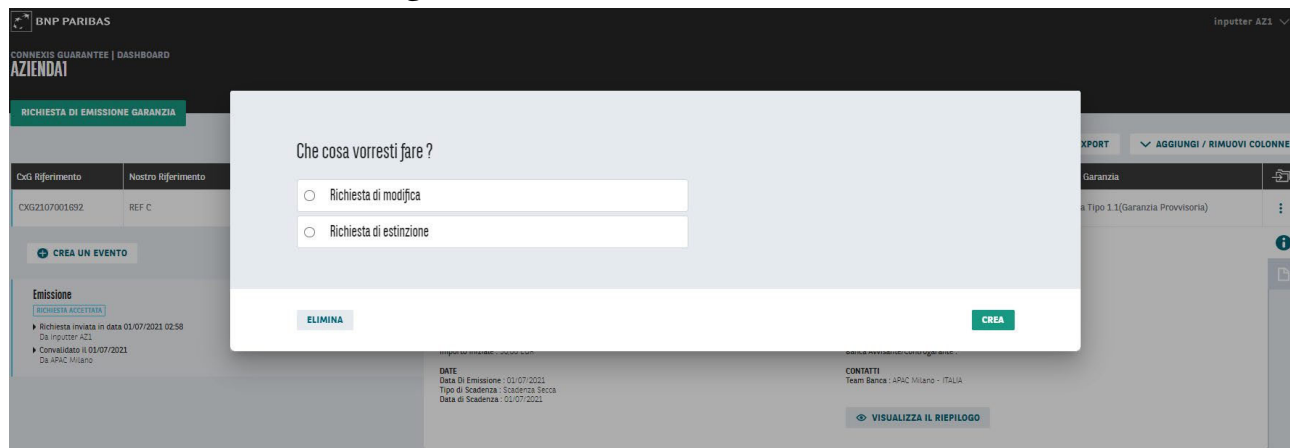 BNP PARIBAS
inputter AZ1
CONNEXIS GUARANTEE | DASHBOARD
AZIENDA1
RICHIESTA DI EMISSIONE GARANZIA
Che cosa vorresti fare ?
XPORT
AGGIUNGI / RIMUOVI COLONNE
CxG Riferimento
Nostro Riferimento
Garanzia
Richiesta di modifica
CXG2107001692
REF C
a Tipo 1.1(Garanzia Provvisoria)
Richiesta di estinzione
CREA UN EVENTO
Emissione
RICHIESTA ACCETTATA
Richiesta inviata in data 01/07/2021 02:58
Da inputter AZ1
Convalidato il 01/07/2021
Da APAC Milano
ELIMINA
CREA
DATE
Data Di Emissione : 01/07/2021
Tipo di Scadenza : Scadenza Secca
Data di Scadenza : 01/07/2021
CONTATTI
Team Banca : APAC Milano - ITALIA
VISUALIZZA IL RIEPILOGO